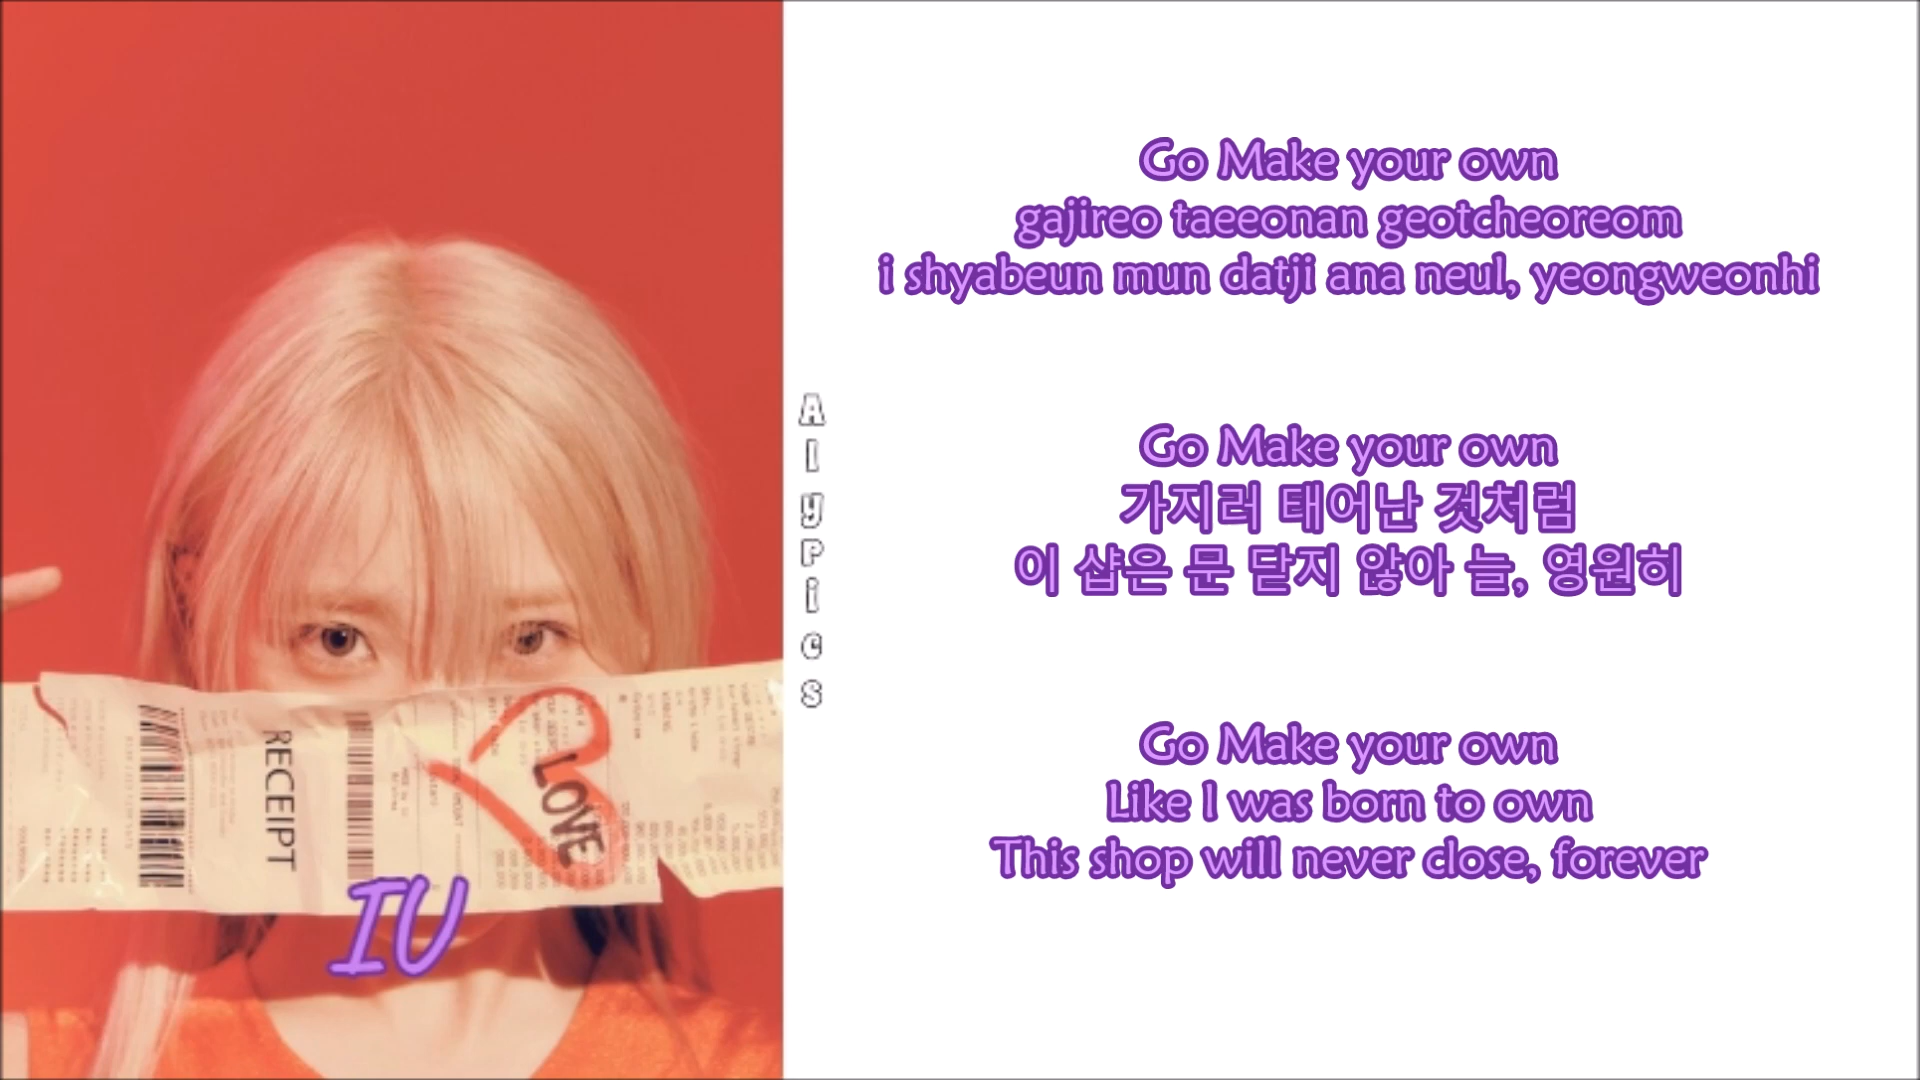 Go Make your own
gajireo taeeonan geotcheoreom
i shyabeun mun datji ana neul, yeongweonhi
AlyPics
Go Make your own
가지러 태어난 것처럼
이 샵은 문 닫지 않아 늘, 영원히
Go Make your own
Like I was born to own
This shop will never close, forever
RECEIPT
LOVE
IU